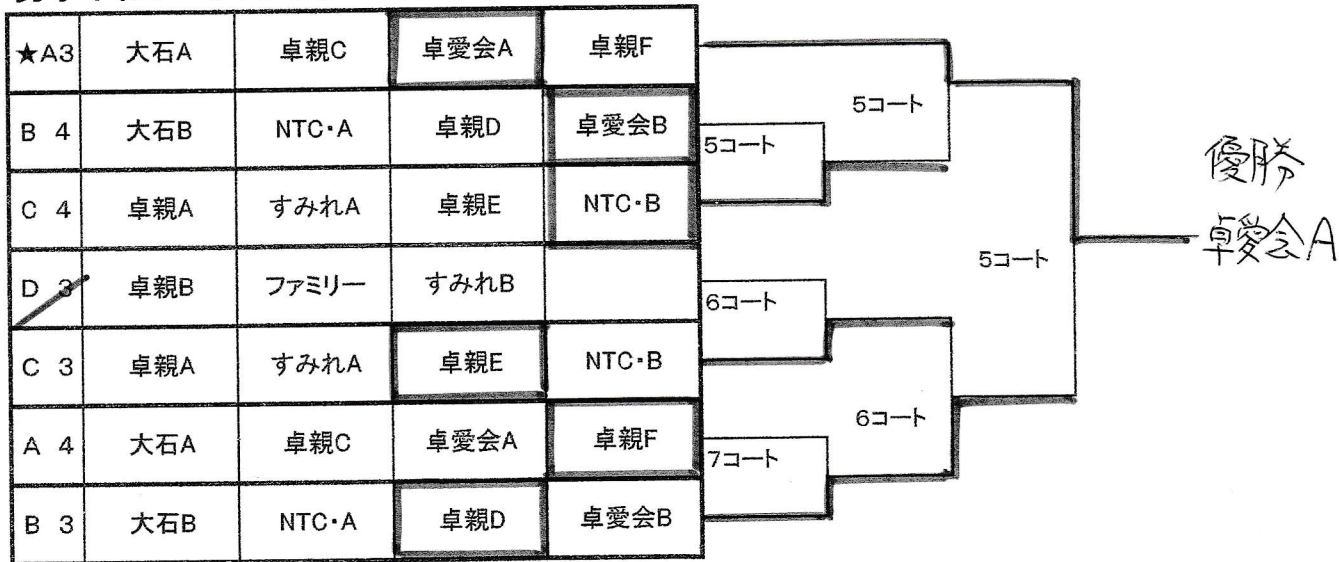 ★A3 大石A 卓親C 卓愛会A 卓親F
5コート
B 4 大石B NTC・A 卓親D 卓愛会B
5コート
優勝
C 4 卓親A すみれA 卓親E NTC・B
卓愛会A
5コート
D 3 卓親B ファミリー すみれB
6コート
C 3 卓親A すみれA 卓親E NTC・B
6コート
A 4 大石A 卓親C 卓愛会A 卓親F
7コート
B 3 大石B NTC・A 卓親D 卓愛会B